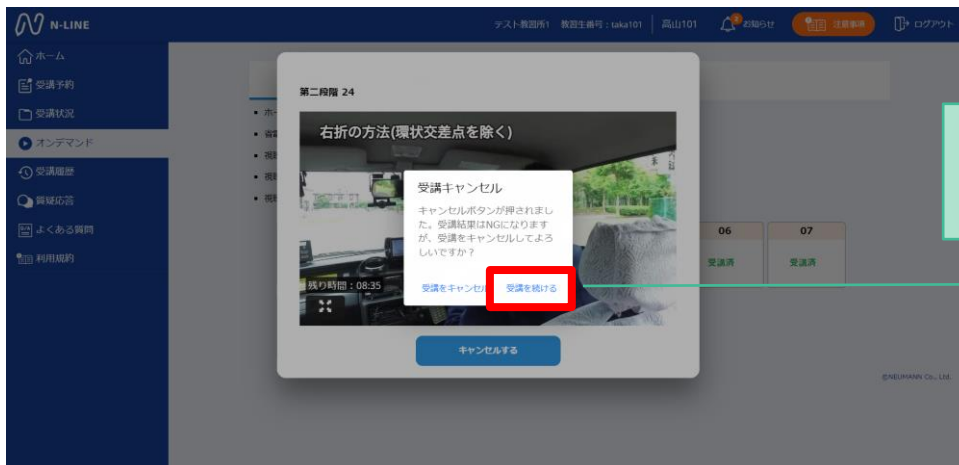 N-LINE
テスト教習所1 教習生番号:taka101
高山101
お知らせ
注意事項
ログアウト
ホーム
受講予約
受講状況
オンデマンド
受講履歴
質疑応答
よくある質問
利用規約
第二段階 24
右折の方法(環状交差点を除く)
受講キャンセル
キャンセルボタンが押されまし
た。受講結果はNGになります
が、受講をキャンセルしてよろ
しいですか?
受講をキャンセル
受講を続ける
残り時間:08:35
キャンセルする
06
07
受講済
受講済
©NEUMANN Co., Ltd.